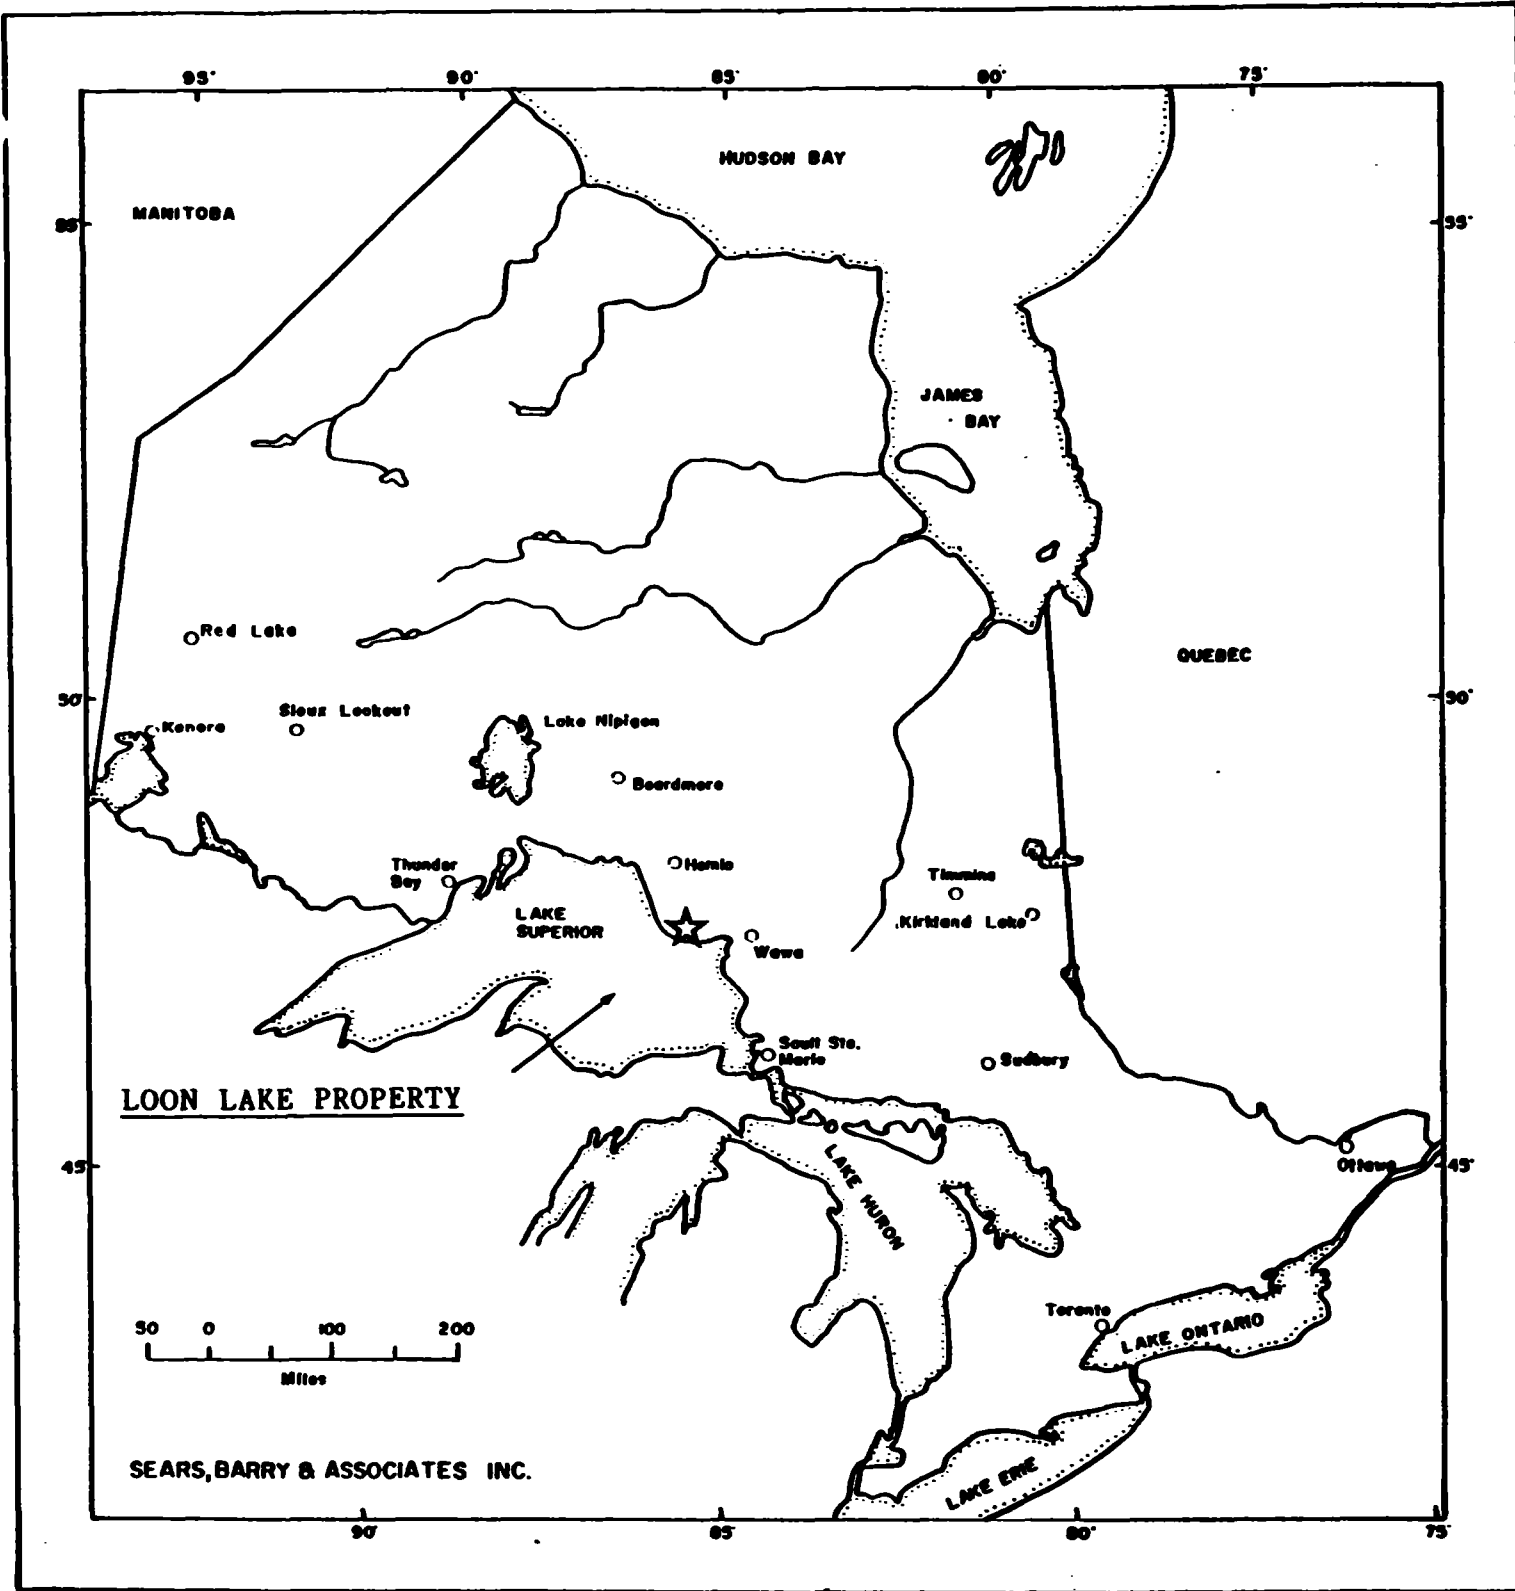 95° 90° 85° 80° 75°
HUDSON BAY
MANITOBA
55° 55°
JAMES
BAY
Red Lake
QUEBEC
50° 50°
Sioux Lookout
Kenora
Lake Nipigon
Beardmore
Thunder
Bay
Hemlo
Timmins
LAKE
SUPERIOR
Kirkland Lake
Wawa
Sault Ste.
Marie
Sudbury
LOON LAKE PROPERTY
45° 45°
Ottawa
LAKE HURON
Toronto
LAKE ONTARIO
50 0 100 200
Miles
SEARS, BARRY & ASSOCIATES INC.
LAKE ERIE
90° 85° 80° 75°